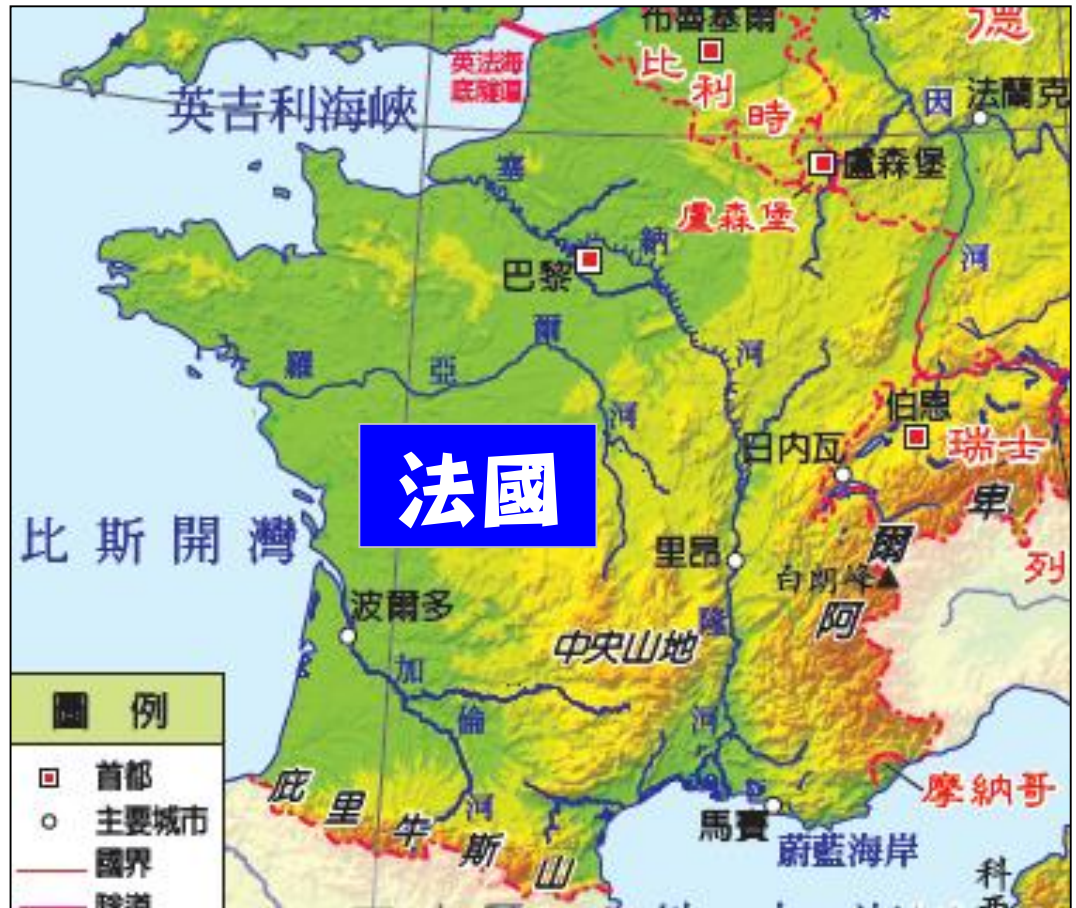 布魯塞爾
德
英法海
底隧道
比利時
因
法蘭克
英吉利海峽
盧森堡
盧森堡
塞納河
河
巴黎
羅亞爾河
伯恩
瑞士
日內瓦
法國
比斯開灣
里昂
白朗峰
阿爾卑
列
波爾多
中央山地
隆河
加倫河
圖例
首都
主要城市
國界
隧道
庇里牛斯山
馬賽
蔚藍海岸
摩納哥
科
西